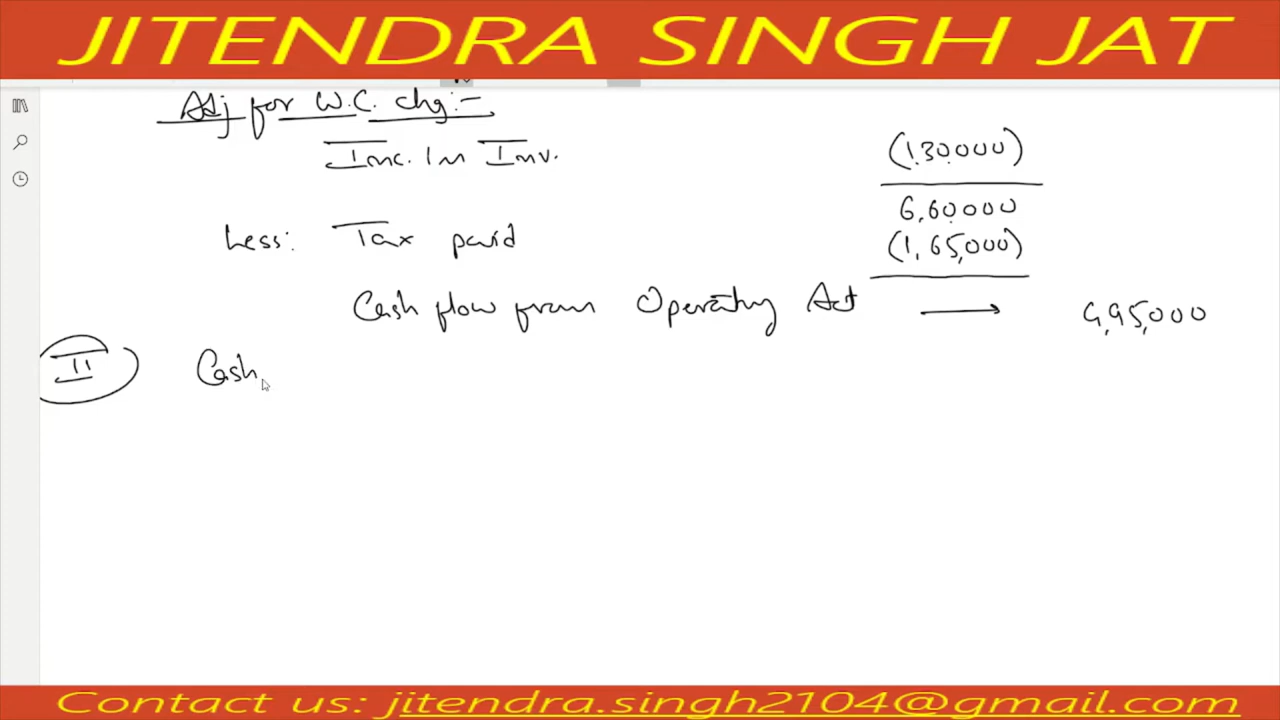 JITENDRA SINGH JAT
Adj for W.C. chg:-
Inc. In Inv. (1,30,000)
6,60,000
Less: Tax paid (1,65,000)
Cash flow from Operating Act → 4,95,000
II Cash
Contact us: jitendra.singh2104@gmail.com